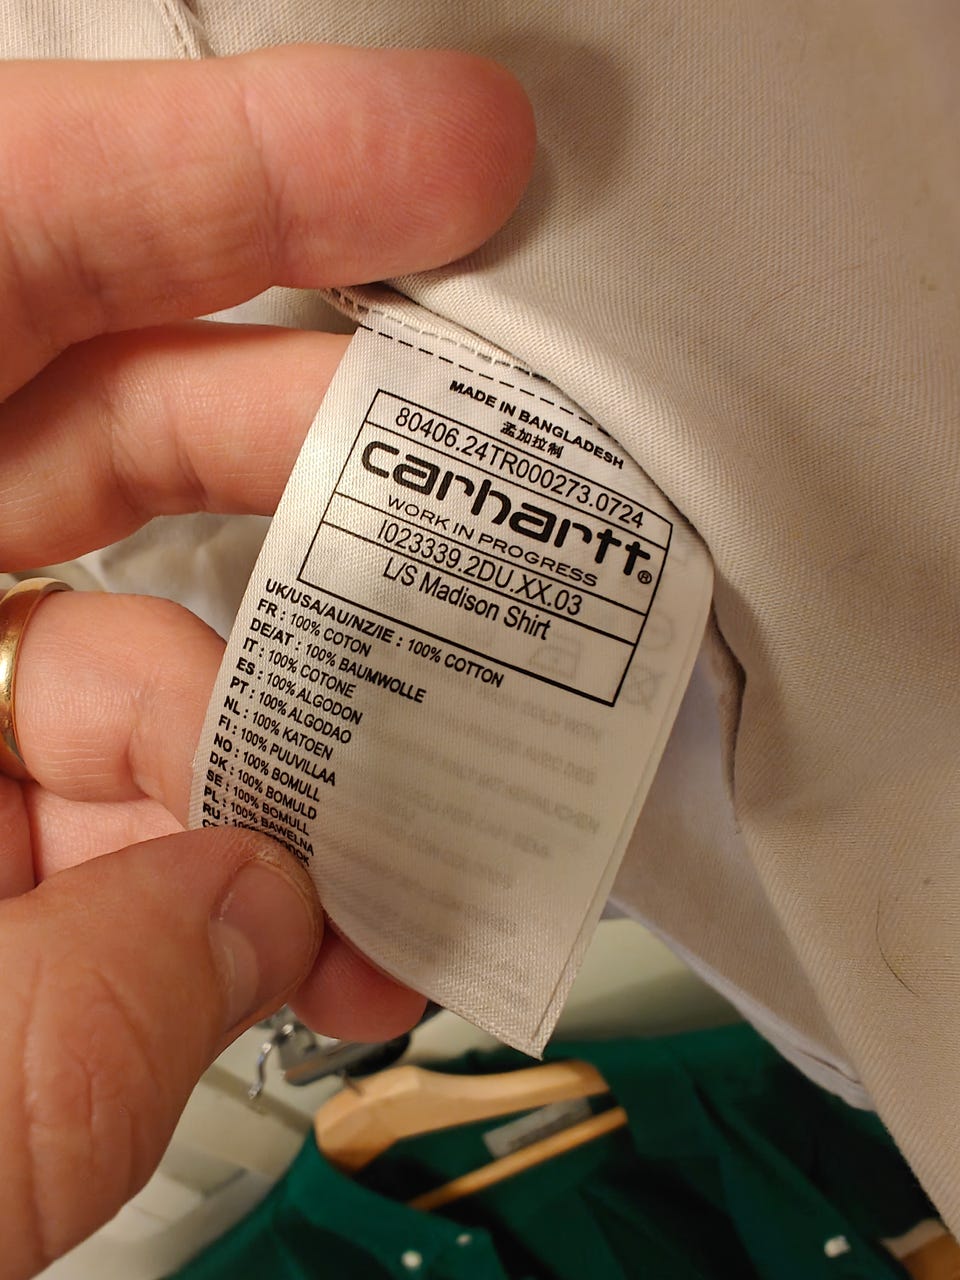 MADE IN BANGLADESH
孟加拉制
80406.24TR000273.0724
carhartt®
WORK IN PROGRESS
I023339.2DU.XX.03
L/S Madison Shirt
UK/USA/AU/NZ/IE : 100% COTTON
FR : 100% COTON
DE/AT : 100% BAUMWOLLE
IT : 100% COTONE
ES : 100% ALGODON
PT : 100% ALGODAO
NL : 100% KATOEN
FI : 100% PUUVILLAA
NO : 100% BOMULL
DK : 100% BOMULD
SE : 100% BOMULL
PL : 100% BAWELNA
RU :